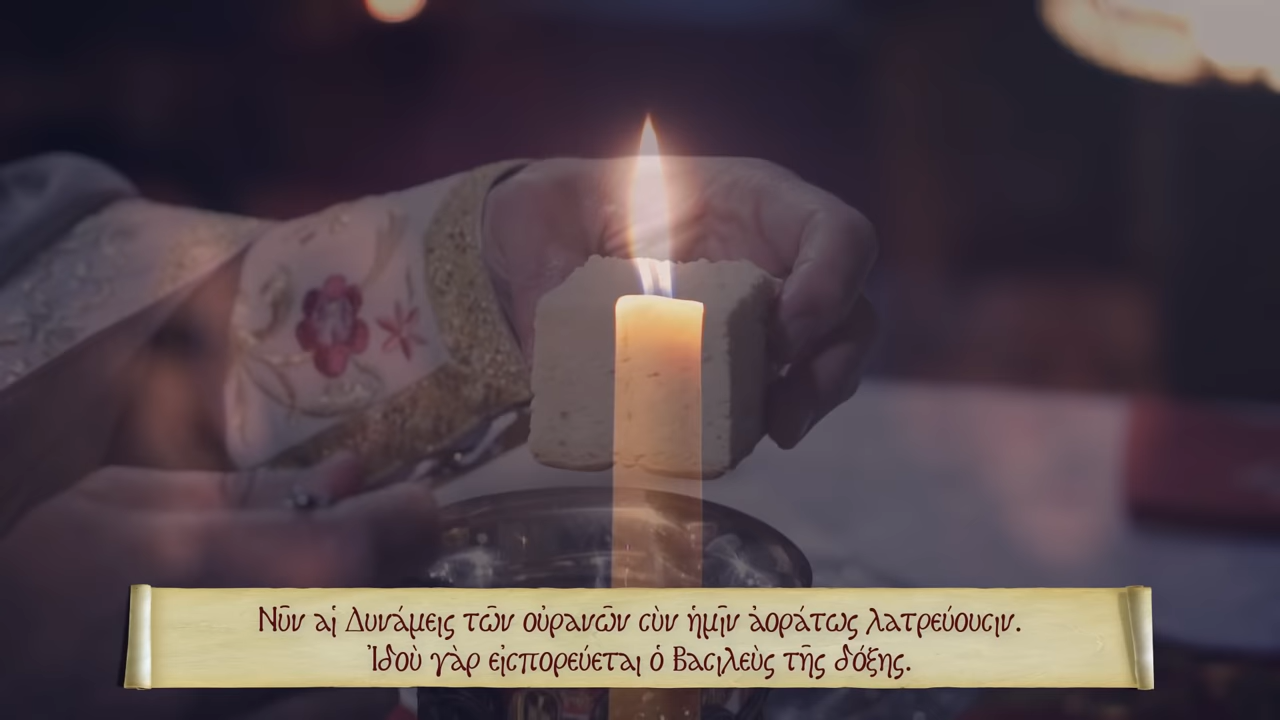 Νῦν αἱ Δυνάμεις τῶν οὐρανῶν σὺν ἡμῖν ἀοράτως λατρεύουσιν.
Ἰδοὺ γὰρ εἰσπορεύεται ὁ Βασιλεὺς τῆς δόξης.